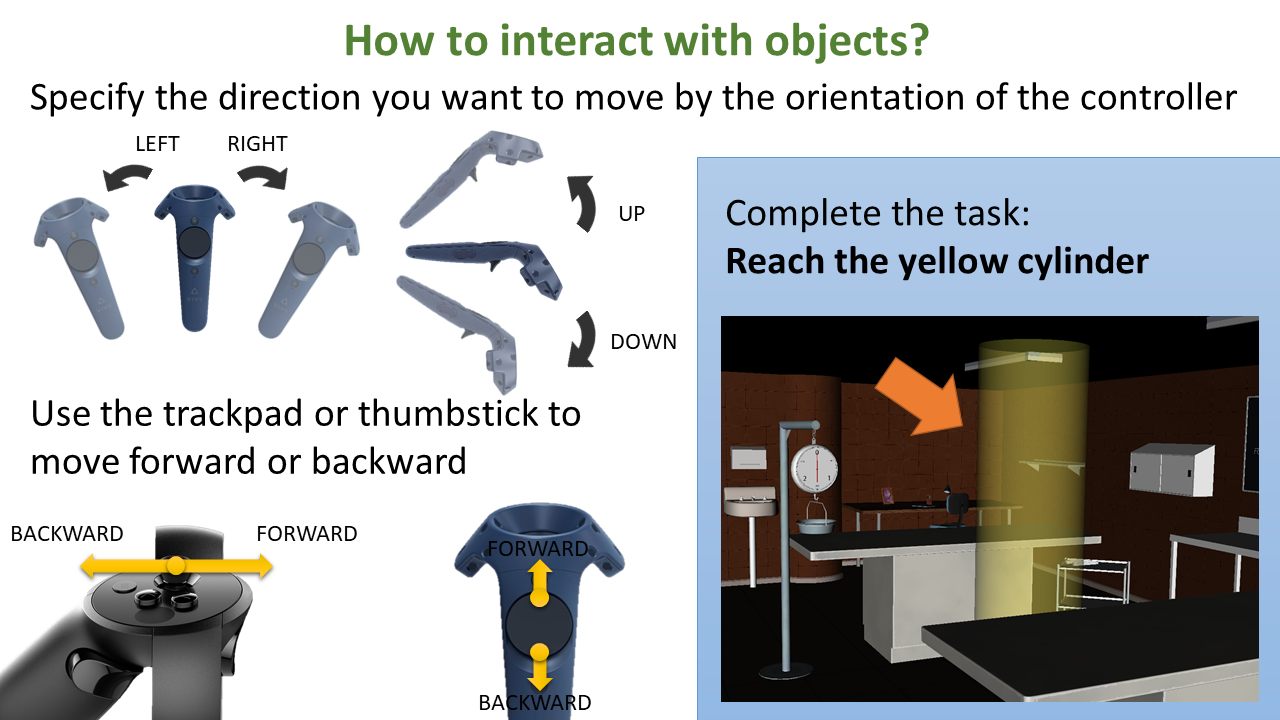 How to interact with objects?
Specify the direction you want to move by the orientation of the controller
LEFT
RIGHT
UP
DOWN
Complete the task:
Reach the yellow cylinder
Use the trackpad or thumbstick to
move forward or backward
BACKWARD
FORWARD
FORWARD
BACKWARD